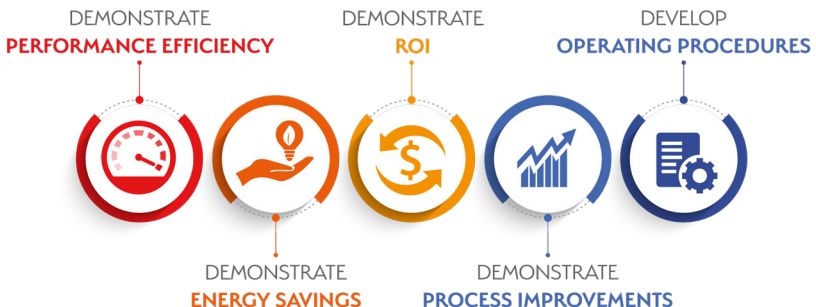 DEMONSTRATE
PERFORMANCE EFFICIENCY
DEMONSTRATE
ENERGY SAVINGS
DEMONSTRATE
ROI
$
DEMONSTRATE
PROCESS IMPROVEMENTS
DEVELOP
OPERATING PROCEDURES